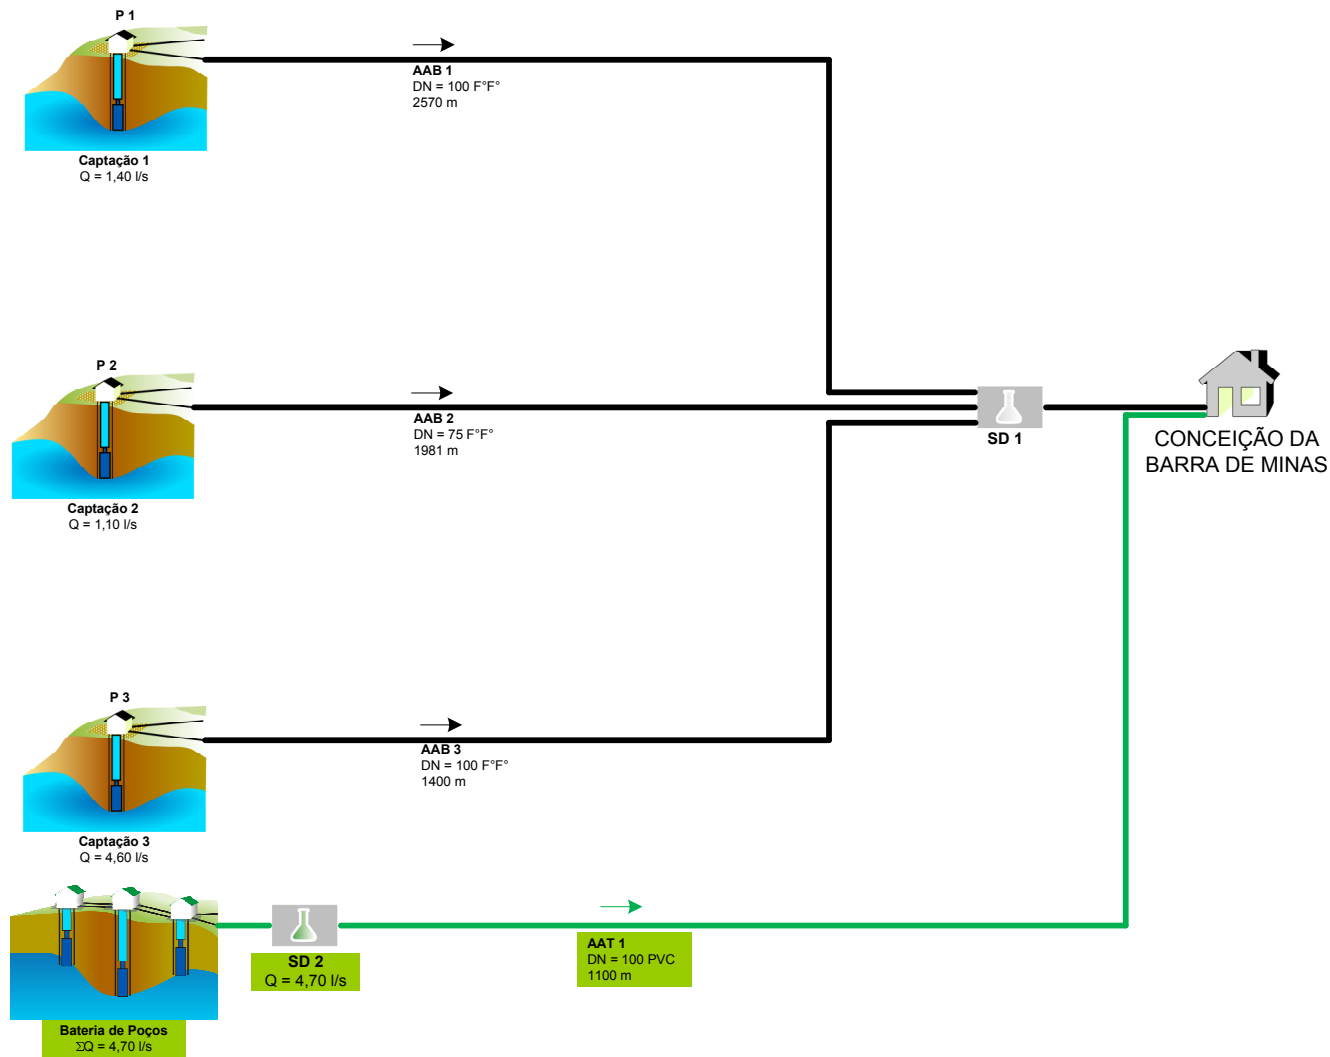 P 1
AAB 1
DN = 100 F°F°
2570 m
Captação 1
Q = 1,40 l/s
P 2
AAB 2
DN = 75 F°F°
1981 m
Captação 2
Q = 1,10 l/s
SD 1
CONCEIÇÃO DA
BARRA DE MINAS
P 3
AAB 3
DN = 100 F°F°
1400 m
Captação 3
Q = 4,60 l/s
SD 2
Q = 4,70 l/s
AAT 1
DN = 100 PVC
1100 m
Bateria de Poços
ΣQ = 4,70 l/s